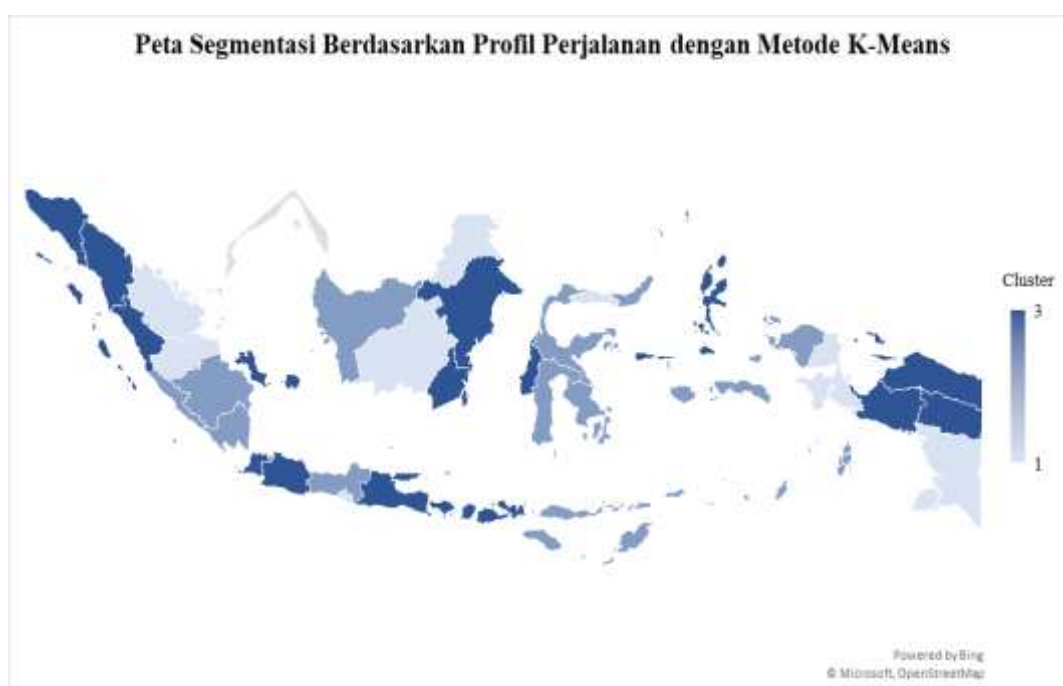 Peta Segmentasi Berdasarkan Profil Perjalanan dengan Metode K-Means
Cluster
3
1
Powered by Bing
© Microsoft, OpenStreetMap